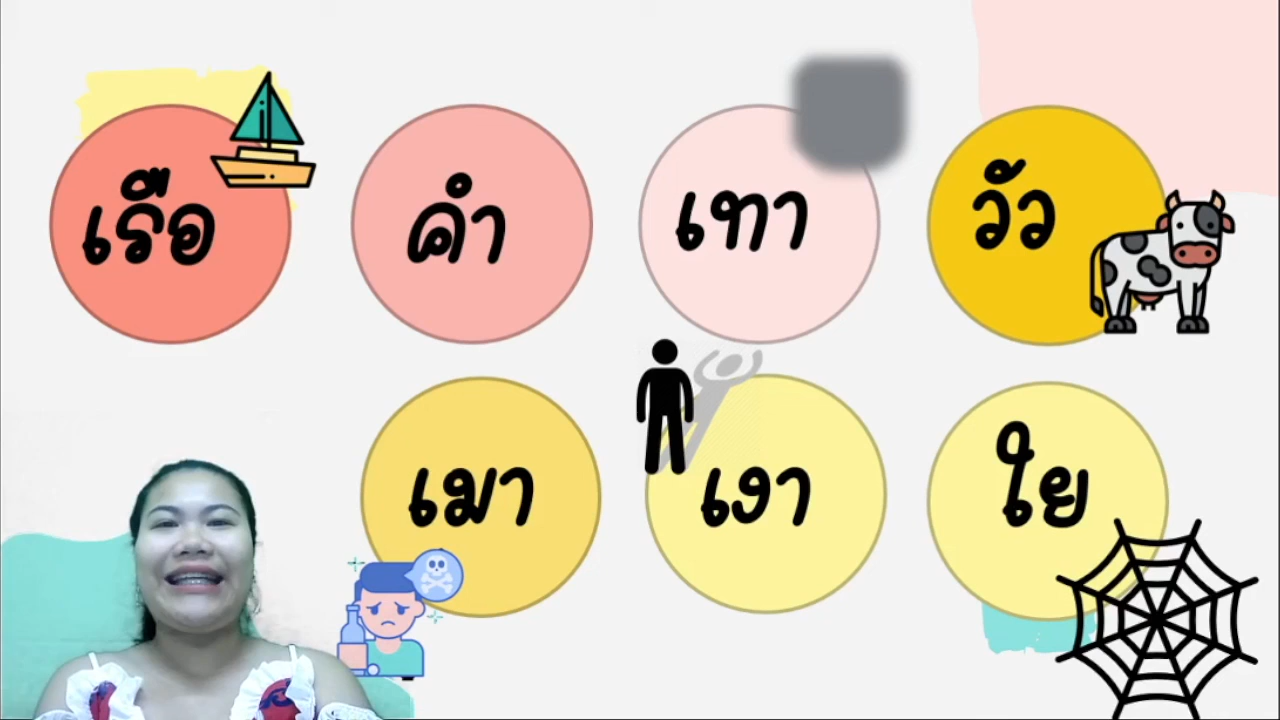 เรือ
คำ
เทา
วัว
เมา
เงา
ใย